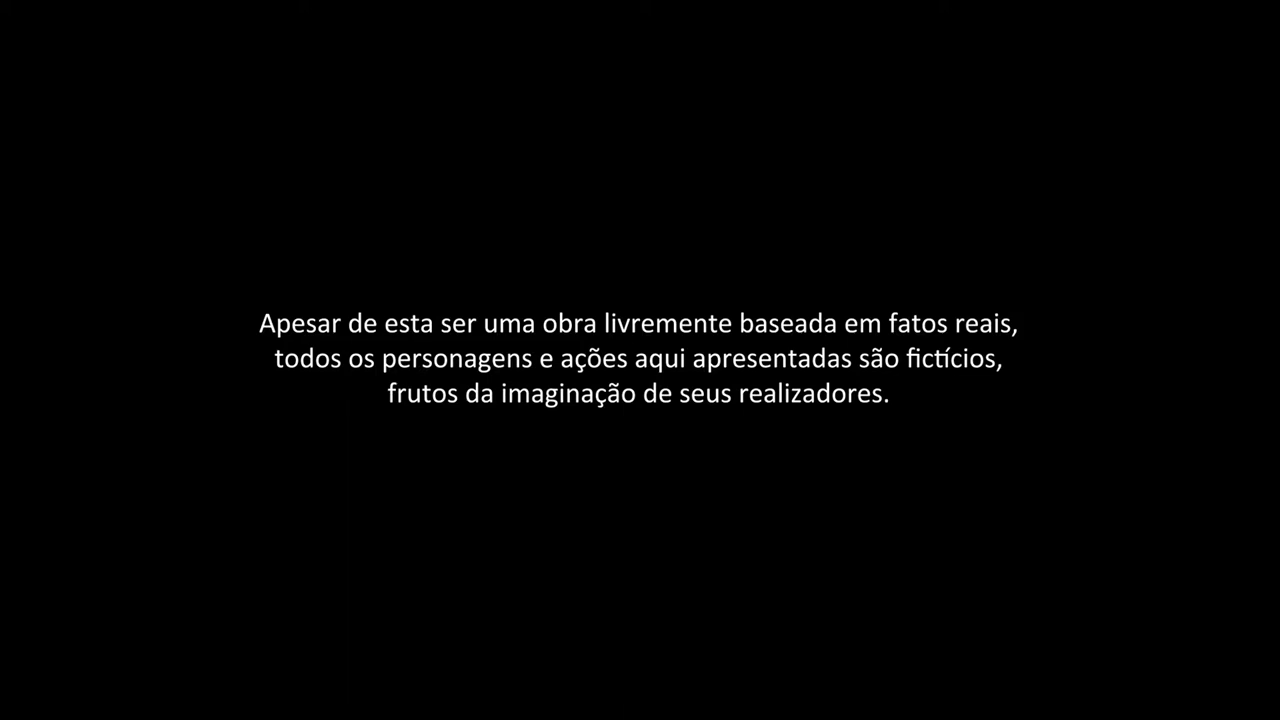 Apesar de esta ser uma obra livremente baseada em fatos reais,
todos os personagens e ações aqui apresentadas são fictícios,
frutos da imaginação de seus realizadores.